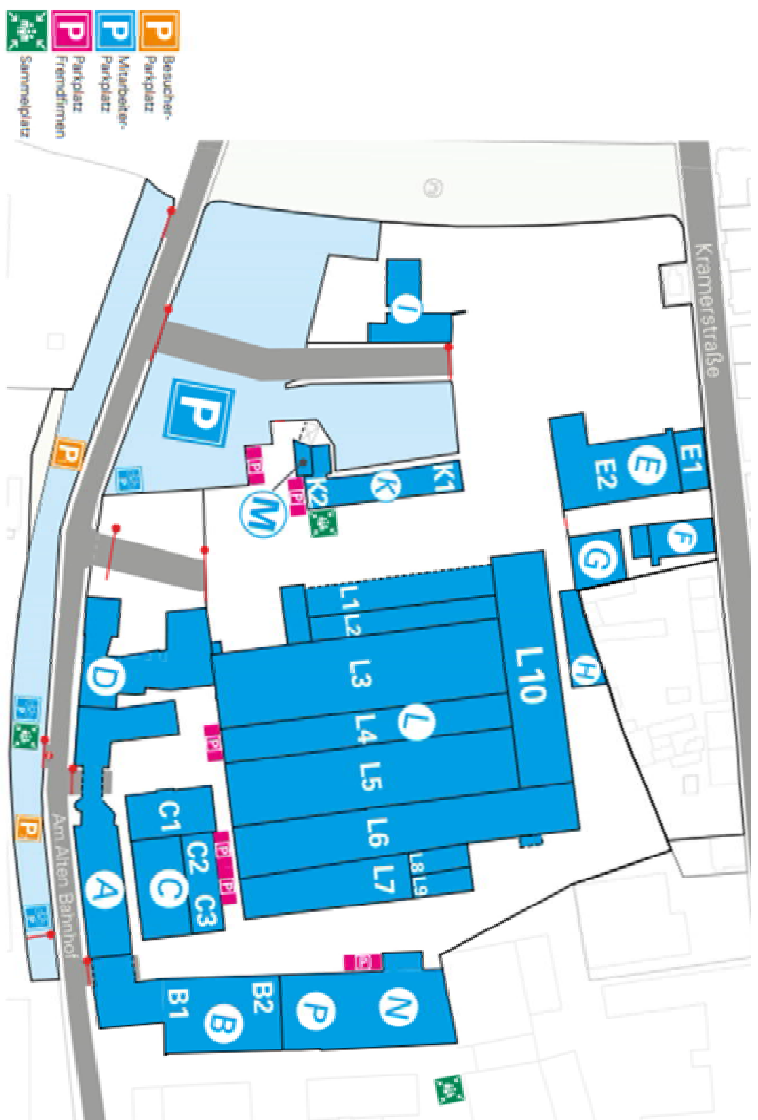 Kramerstraße
E1
F
E
E2
G
H
L10
N
I
K1
K
K2
M
L
L8
L9
L1
L2
L3
L4
L5
L6
L7
P
P
P
P
P
P
P
P
P
B2
B
B1
C2
C3
C1
C
D
A
P
P
P
P
P
Am Alten Bahnhof
P
Besucher-
Parkplatz
P
Mitarbeiter-
Parkplatz
P
Parkplatz
Fremdfirmen
Sammelplatz